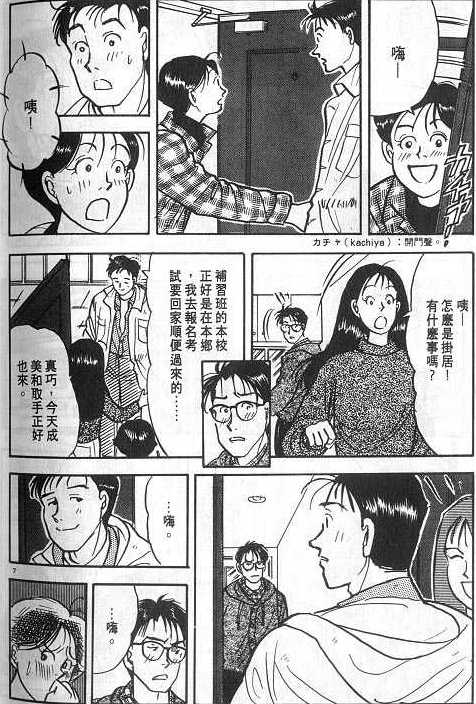 嗨—
カチャ
咦！
カチャ（kachiya）：開門聲。
咦—
怎麼是掛居！
有什麼事嗎？
補習班的本校
正好是在本鄉
，我去報名考
試要回家順便過來的……
真巧，今天成
美和取手正好
也來。
…嗨。
…嗨。
7